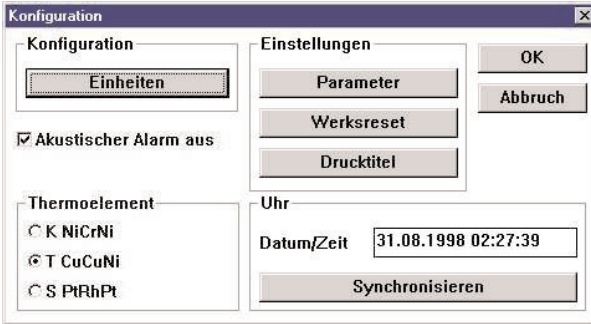 Konfiguration
Konfiguration
Einheiten
Akustischer Alarm aus
Einstellungen
Parameter
Werksreset
Drucktitel
OK
Abbruch
Thermoelement
K NiCrNi
T CuCuNi
S PtRhPt
Uhr
Datum/Zeit 31.08.1998 02:27:39
Synchronisieren